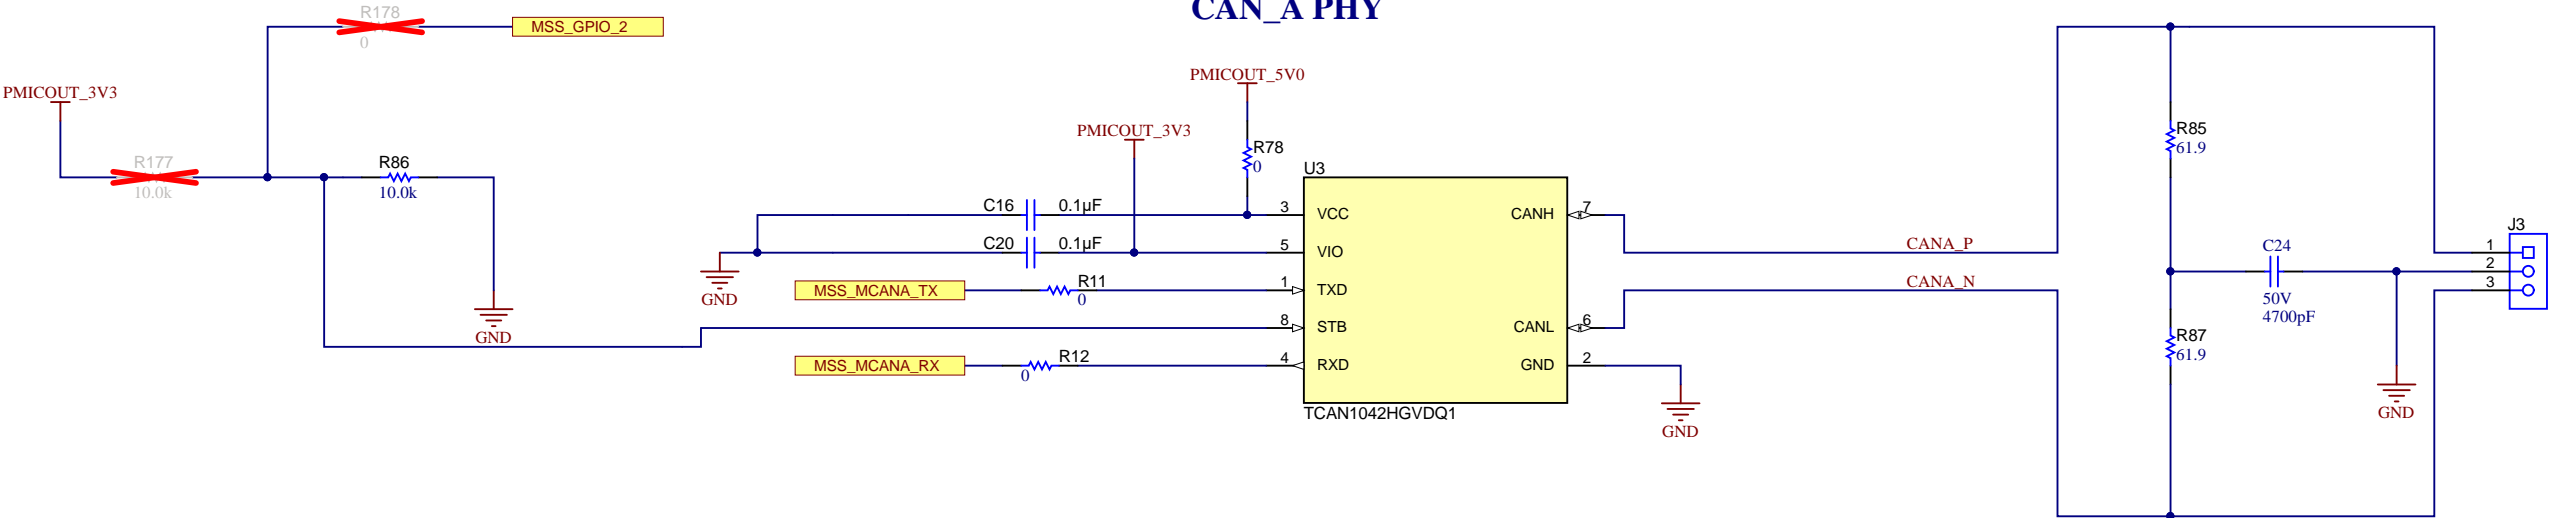 CAN_A PHY
R178
0
MSS_GPIO_2
PMICOUT_3V3
R177
10.0k
R86
10.0k
GND
PMICOUT_5V0
PMICOUT_3V3
R78
0
C16 0.1µF
C20 0.1µF
GND
MSS_MCANA_TX
R11
0
MSS_MCANA_RX
R12
0
U3
3 VCC
5 VIO
1 TXD
8 STB
4 RXD
CANH 7
CANL 6
GND 2
TCAN1042HGVDQ1
GND
CANA_P
CANA_N
R85
61.9
R87
61.9
C24
50V
4700pF
GND
J3
1
2
3